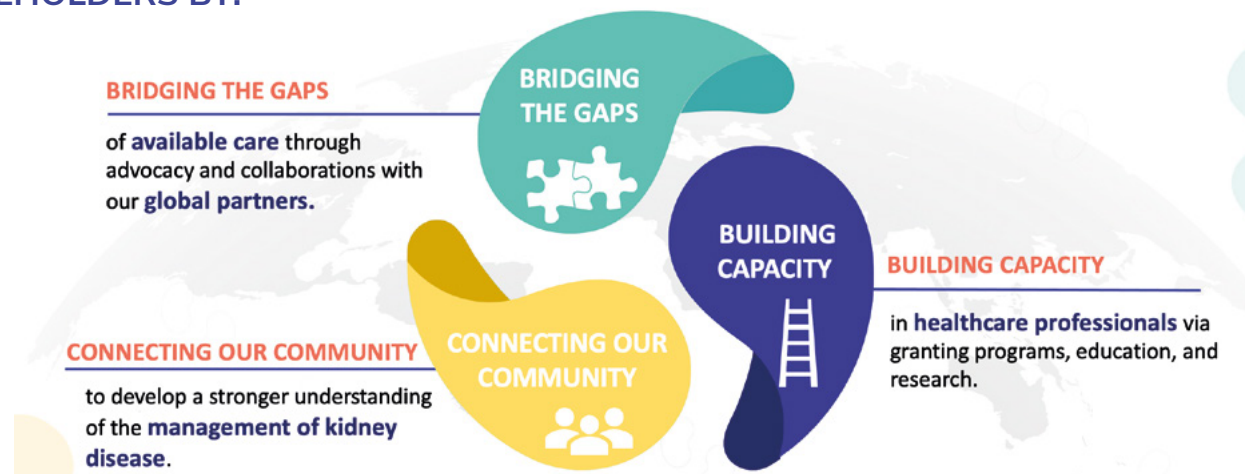 BRIDGING THE GAPS
of available care through
advocacy and collaborations with
our global partners.
BRIDGING
THE GAPS
BUILDING
CAPACITY
BUILDING CAPACITY
in healthcare professionals via
granting programs, education, and
research.
CONNECTING OUR COMMUNITY
to develop a stronger understanding
of the management of kidney
disease.
CONNECTING OUR
COMMUNITY